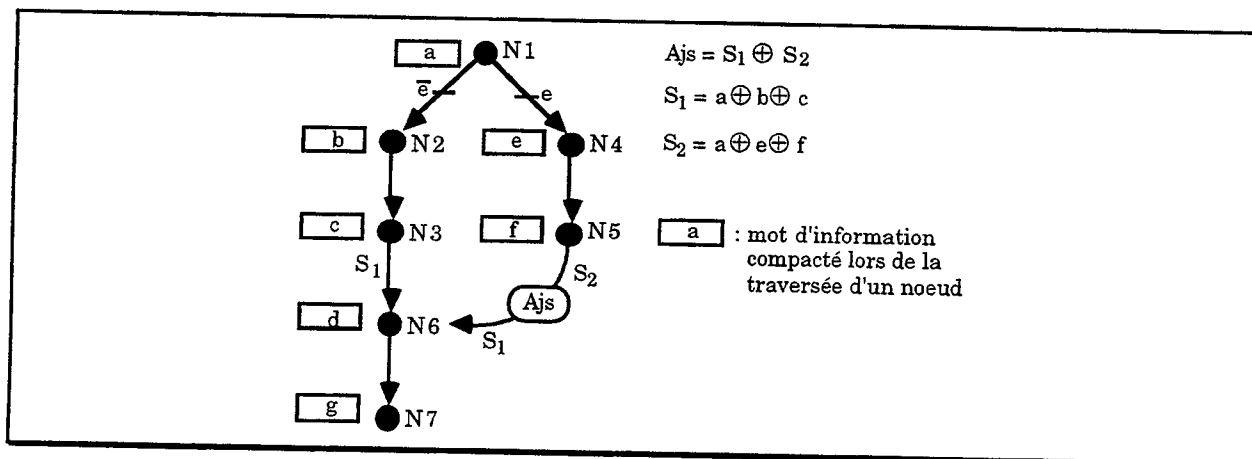 a N1
Ajs = S1 ⊕ S2
e̅ e
S1 = a ⊕ b ⊕ c
b N2 e N4
S2 = a ⊕ e ⊕ f
c N3 f N5
a : mot d'information
compacté lors de la
traversée d'un noeud
S1 S2
Ajs
d N6
S1
g N7